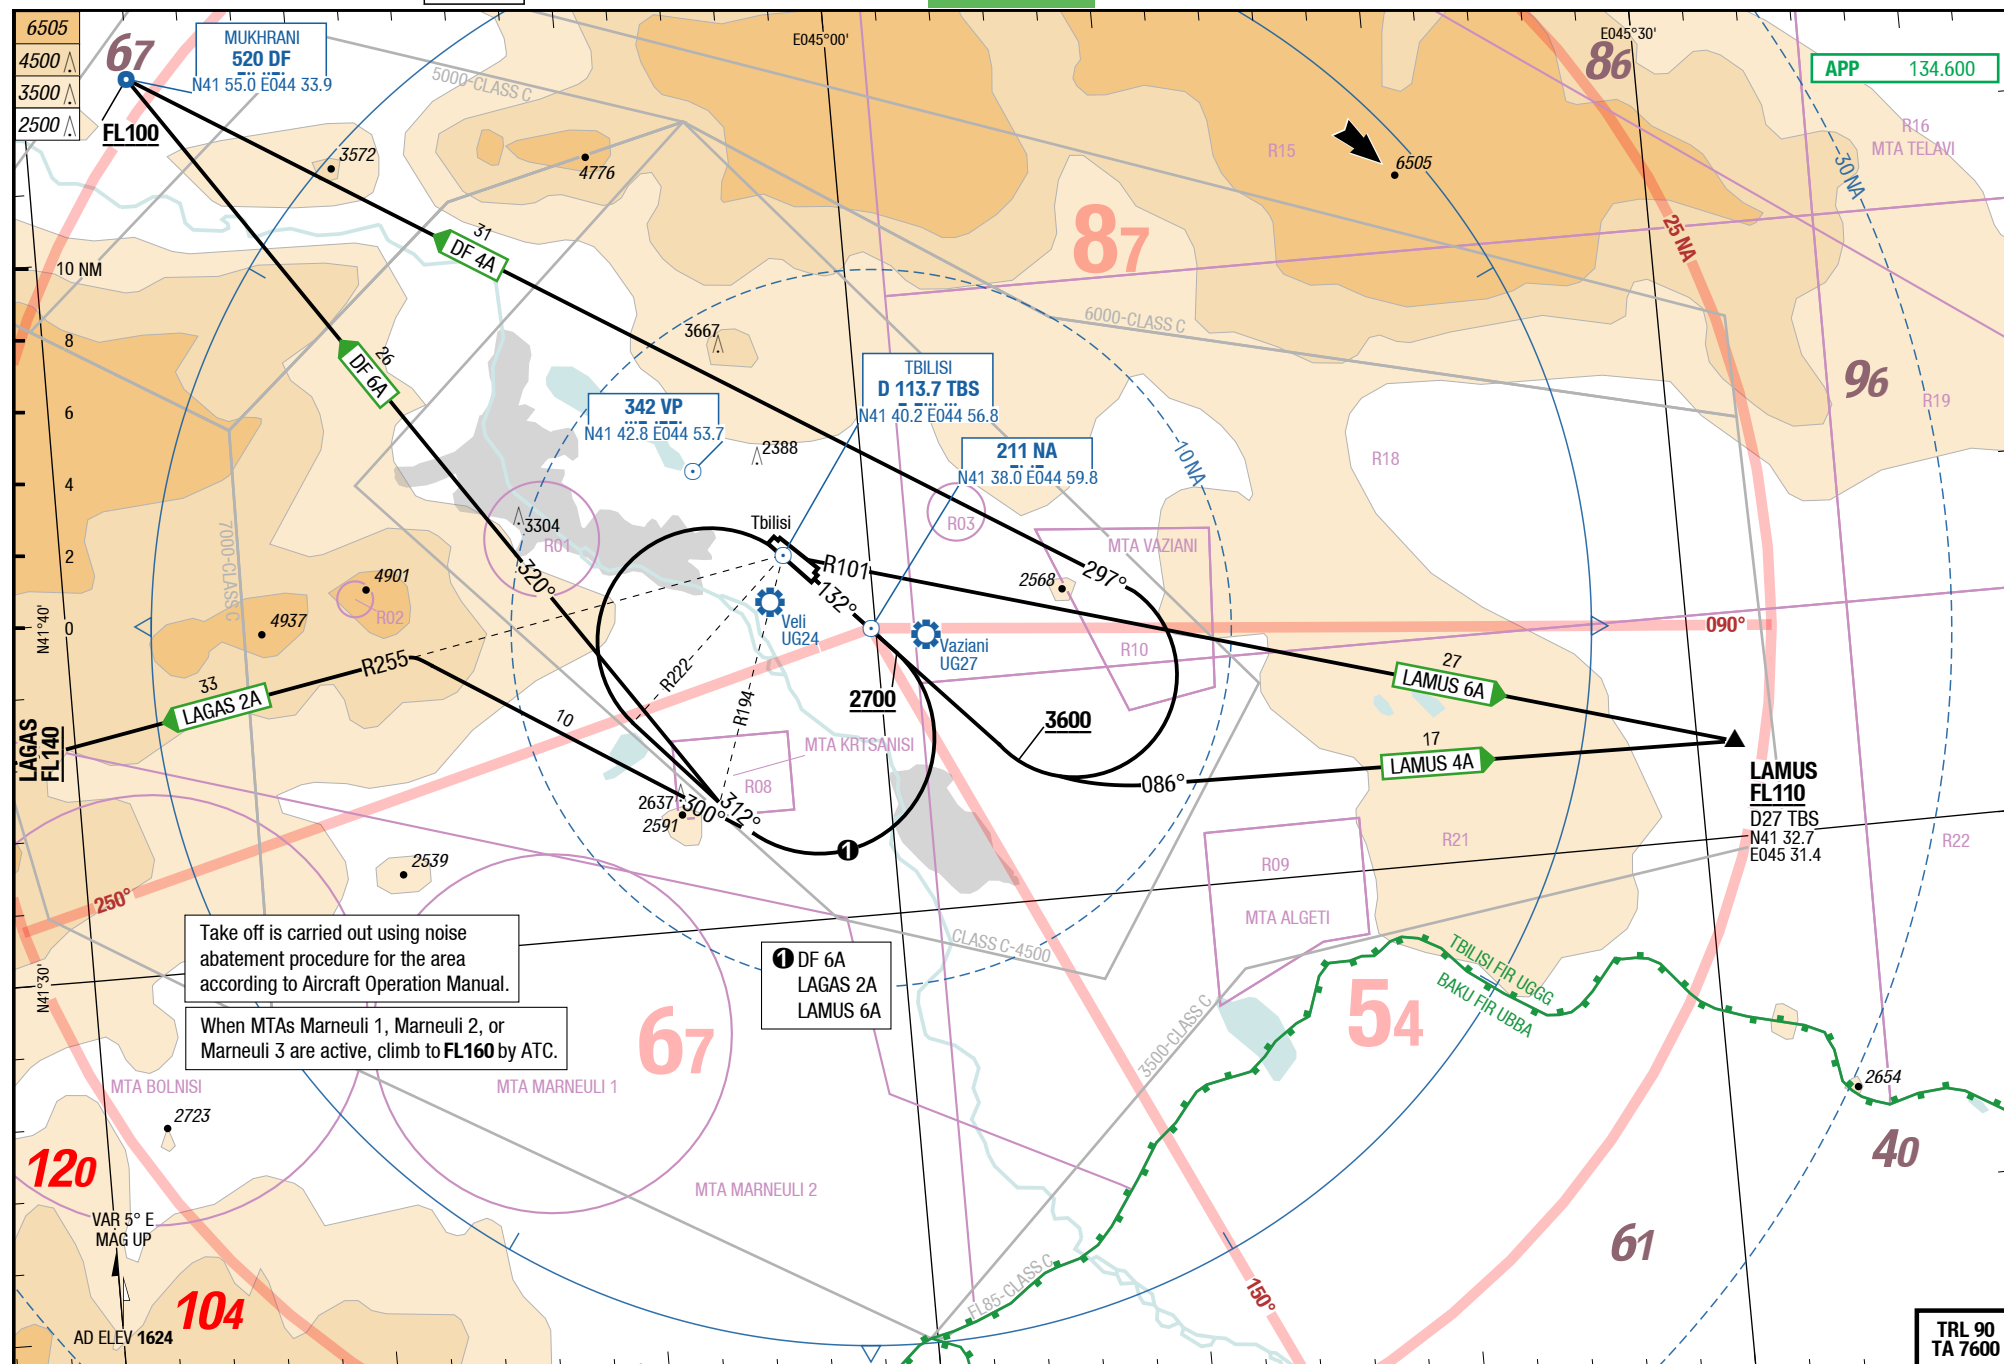 6505
4500
3500
2500
67
MUKHRANI
520 DF
N41 55.0 E044 33.9
FL100
5000-CLASS C
E045°00'
E045°30'
86
APP 134.600
R16
MTA TELAVI
R15
6505
30 NA
3572
4776
31
DF 4A
87
25 NA
10 NM
8
6
4
2
0
26
DF 6A
3667
6000-CLASS C
96
R19
TBILISI
D 113.7 TBS
N41 40.2 E044 56.8
342 VP
N41 42.8 E044 53.7
2388
211 NA
N41 38.0 E044 59.8
10 NA
R18
7000-CLASS C
3304
R01
Tbilisi
R03
MTA VAZIANI
320°
R101
132°
297°
2568
4901
R02
4937
N41°40'
Veli
UG24
Vaziani
UG27
R10
090°
R255
R222
R194
33
LAGAS 2A
2700
3600
27
LAMUS 6A
LAGAS
FL140
10
MTA KRTSANISI
R08
17
LAMUS 4A
086°
LAMUS
FL110
D27 TBS
N41 32.7
E045 31.4
2637
2591
300°
312°
1
R21
R22
R09
MTA ALGETI
2539
250°
Take off is carried out using noise
abatement procedure for the area
according to Aircraft Operation Manual.
CLASS C-4500
1 DF 6A
LAGAS 2A
LAMUS 6A
TBILISI FIR UGGG
BAKU FIR UBBA
N41°30'
When MTAs Marneuli 1, Marneuli 2, or
Marneuli 3 are active, climb to FL160 by ATC.
67
54
3500-CLASS C
MTA BOLNISI
MTA MARNEULI 1
2654
2723
120
40
MTA MARNEULI 2
VAR 5° E
MAG UP
61
FL85-CLASS C
150°
104
AD ELEV 1624
TRL 90
TA 7600